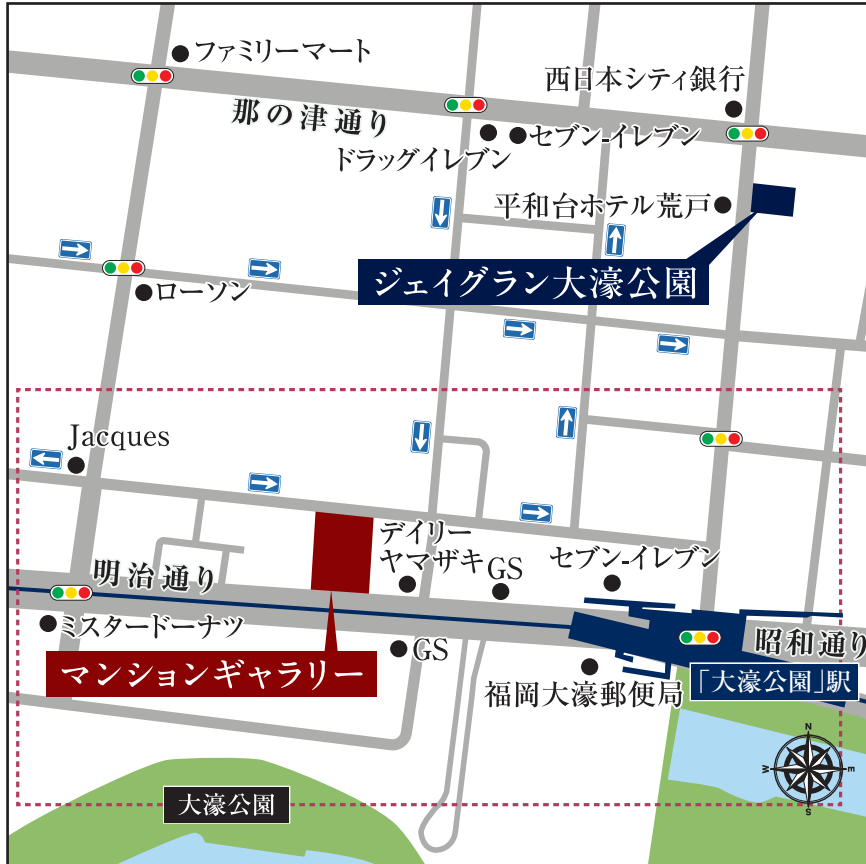 ファミリーマート
西日本シティ銀行
那の津通り
セブン-イレブン
ドラッグイレブン
平和台ホテル荒戸
ジェイグラン大濠公園
ローソン
Jacques
デイリー
ヤマザキ
GS
セブン-イレブン
明治通り
ミスタードーナツ
GS
昭和通り
マンションギャラリー
福岡大濠郵便局
「大濠公園」駅
大濠公園
N
W
E
S